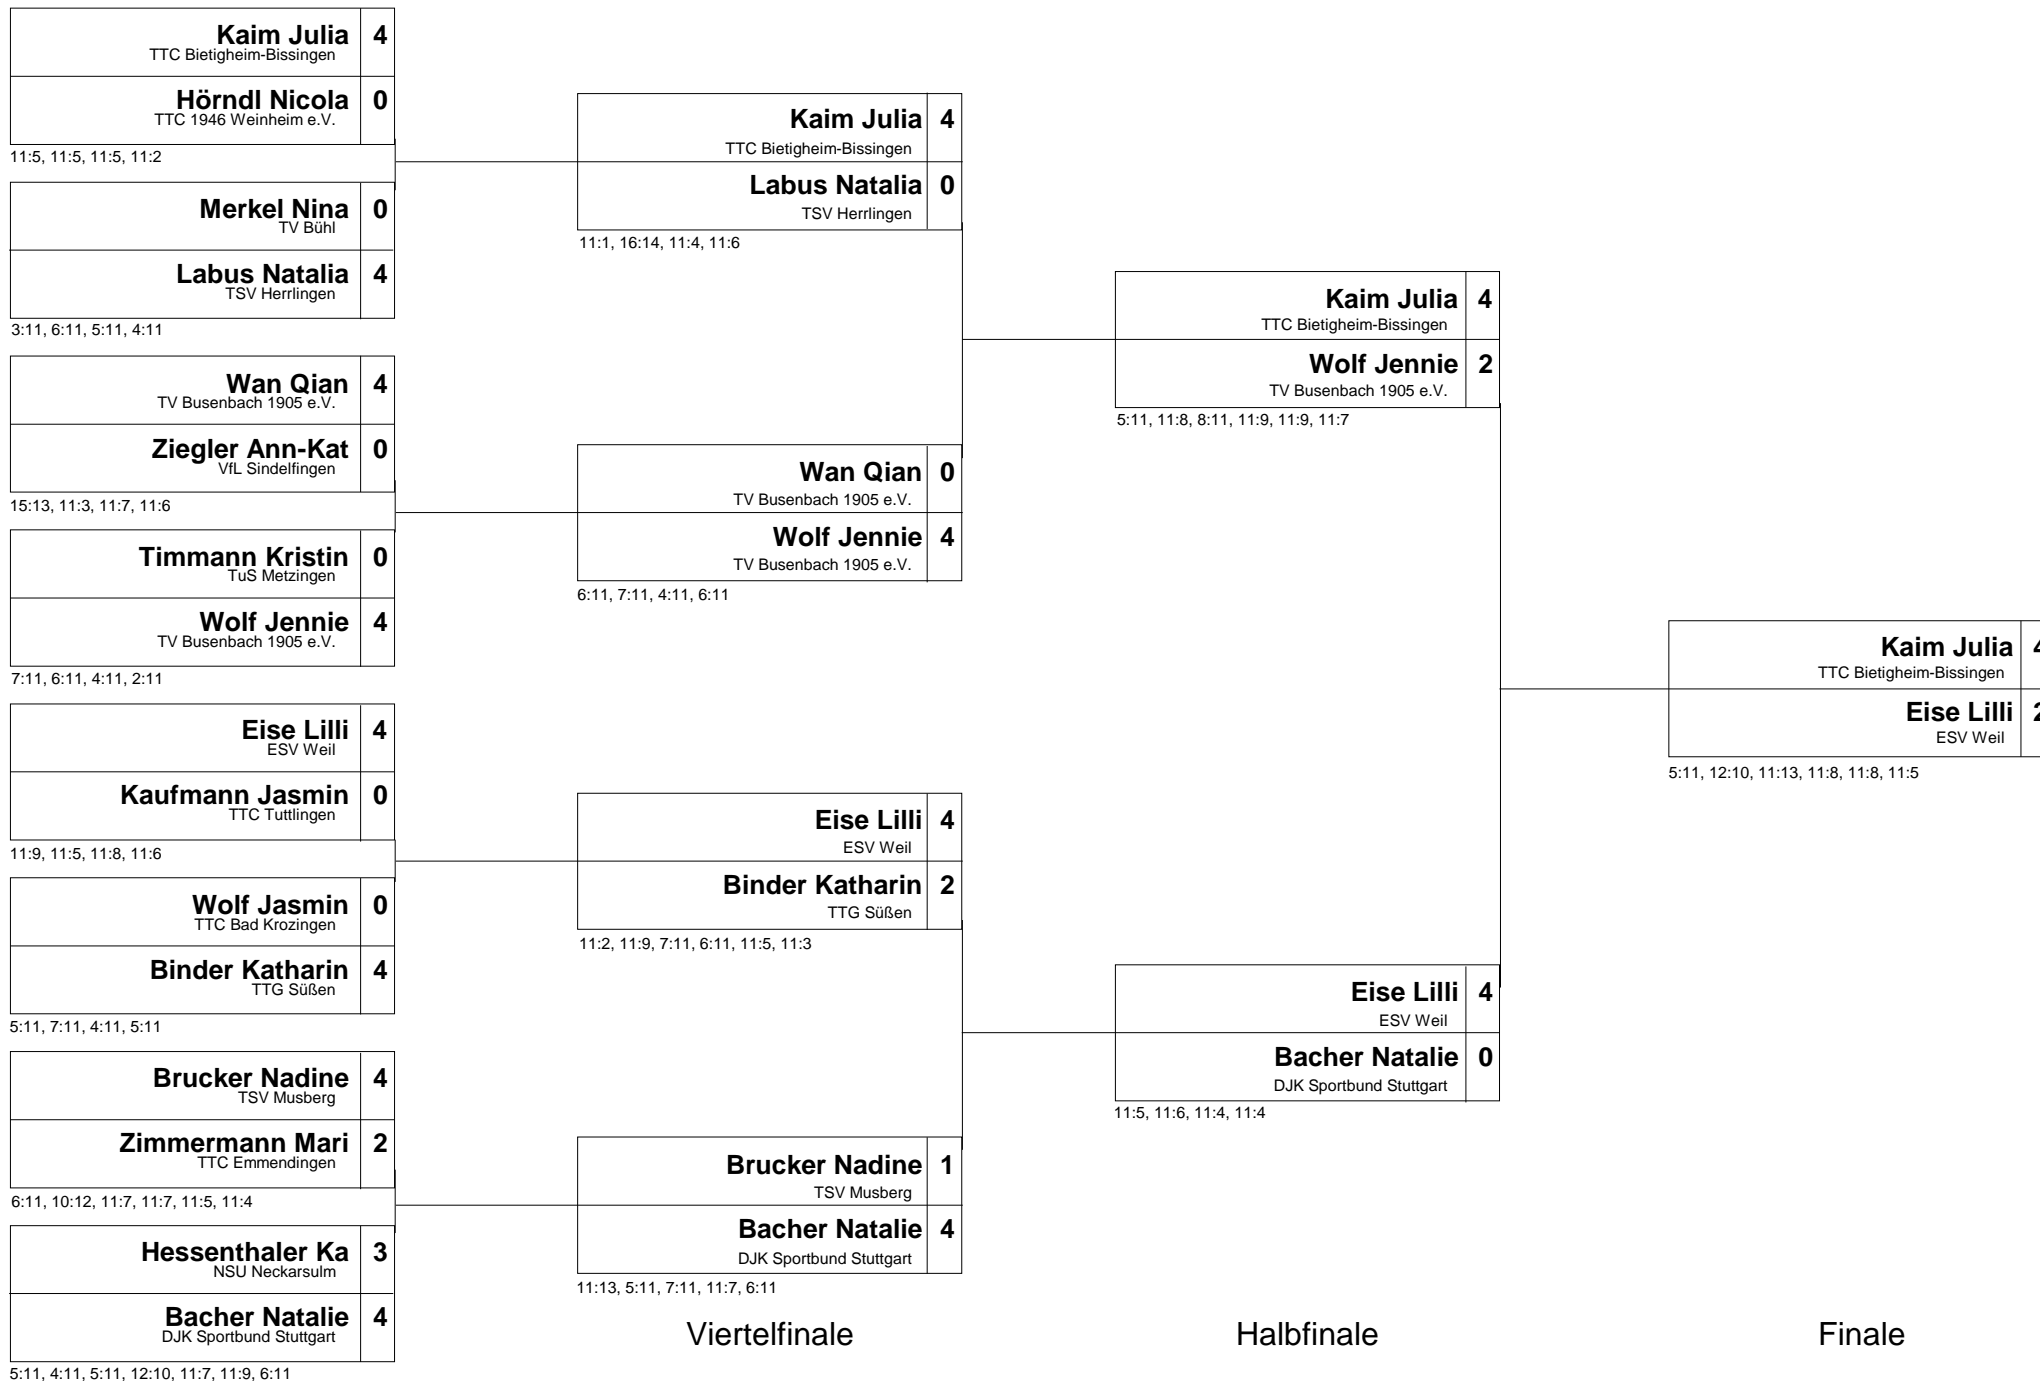 Kaim Julia 4
TTC Bietigheim-Bissingen
Hörndl Nicola 0
TTC 1946 Weinheim e.V.
11:5, 11:5, 11:5, 11:2
Merkel Nina 0
TV Bühl
Labus Natalia 4
TSV Herrlingen
3:11, 6:11, 5:11, 4:11
Wan Qian 4
TV Busenbach 1905 e.V.
Ziegler Ann-Kat 0
VfL Sindelfingen
15:13, 11:3, 11:7, 11:6
Timmann Kristin 0
TuS Metzingen
Wolf Jennie 4
TV Busenbach 1905 e.V.
7:11, 6:11, 4:11, 2:11
Eise Lilli 4
ESV Weil
Kaufmann Jasmin 0
TTC Tuttlingen
11:9, 11:5, 11:8, 11:6
Wolf Jasmin 0
TTC Bad Krozingen
Binder Katharin 4
TTG Süßen
5:11, 7:11, 4:11, 5:11
Brucker Nadine 4
TSV Musberg
Zimmermann Mari 2
TTC Emmendingen
6:11, 10:12, 11:7, 11:7, 11:5, 11:4
Hessenthaler Ka 3
NSU Neckarsulm
Bacher Natalie 4
DJK Sportbund Stuttgart
5:11, 4:11, 5:11, 12:10, 11:7, 11:9, 6:11
Kaim Julia 4
TTC Bietigheim-Bissingen
Labus Natalia 0
TSV Herrlingen
11:1, 16:14, 11:4, 11:6
Wan Qian 0
TV Busenbach 1905 e.V.
Wolf Jennie 4
TV Busenbach 1905 e.V.
6:11, 7:11, 4:11, 6:11
Eise Lilli 4
ESV Weil
Binder Katharin 2
TTG Süßen
11:2, 11:9, 7:11, 6:11, 11:5, 11:3
Brucker Nadine 1
TSV Musberg
Bacher Natalie 4
DJK Sportbund Stuttgart
11:13, 5:11, 7:11, 11:7, 6:11
Viertelfinale
Kaim Julia 4
TTC Bietigheim-Bissingen
Wolf Jennie 2
TV Busenbach 1905 e.V.
5:11, 11:8, 8:11, 11:9, 11:9, 11:7
Eise Lilli 4
ESV Weil
Bacher Natalie 0
DJK Sportbund Stuttgart
11:5, 11:6, 11:4, 11:4
Halbfinale
Kaim Julia 4
TTC Bietigheim-Bissingen
Eise Lilli 2
ESV Weil
5:11, 12:10, 11:13, 11:8, 11:8, 11:5
Finale